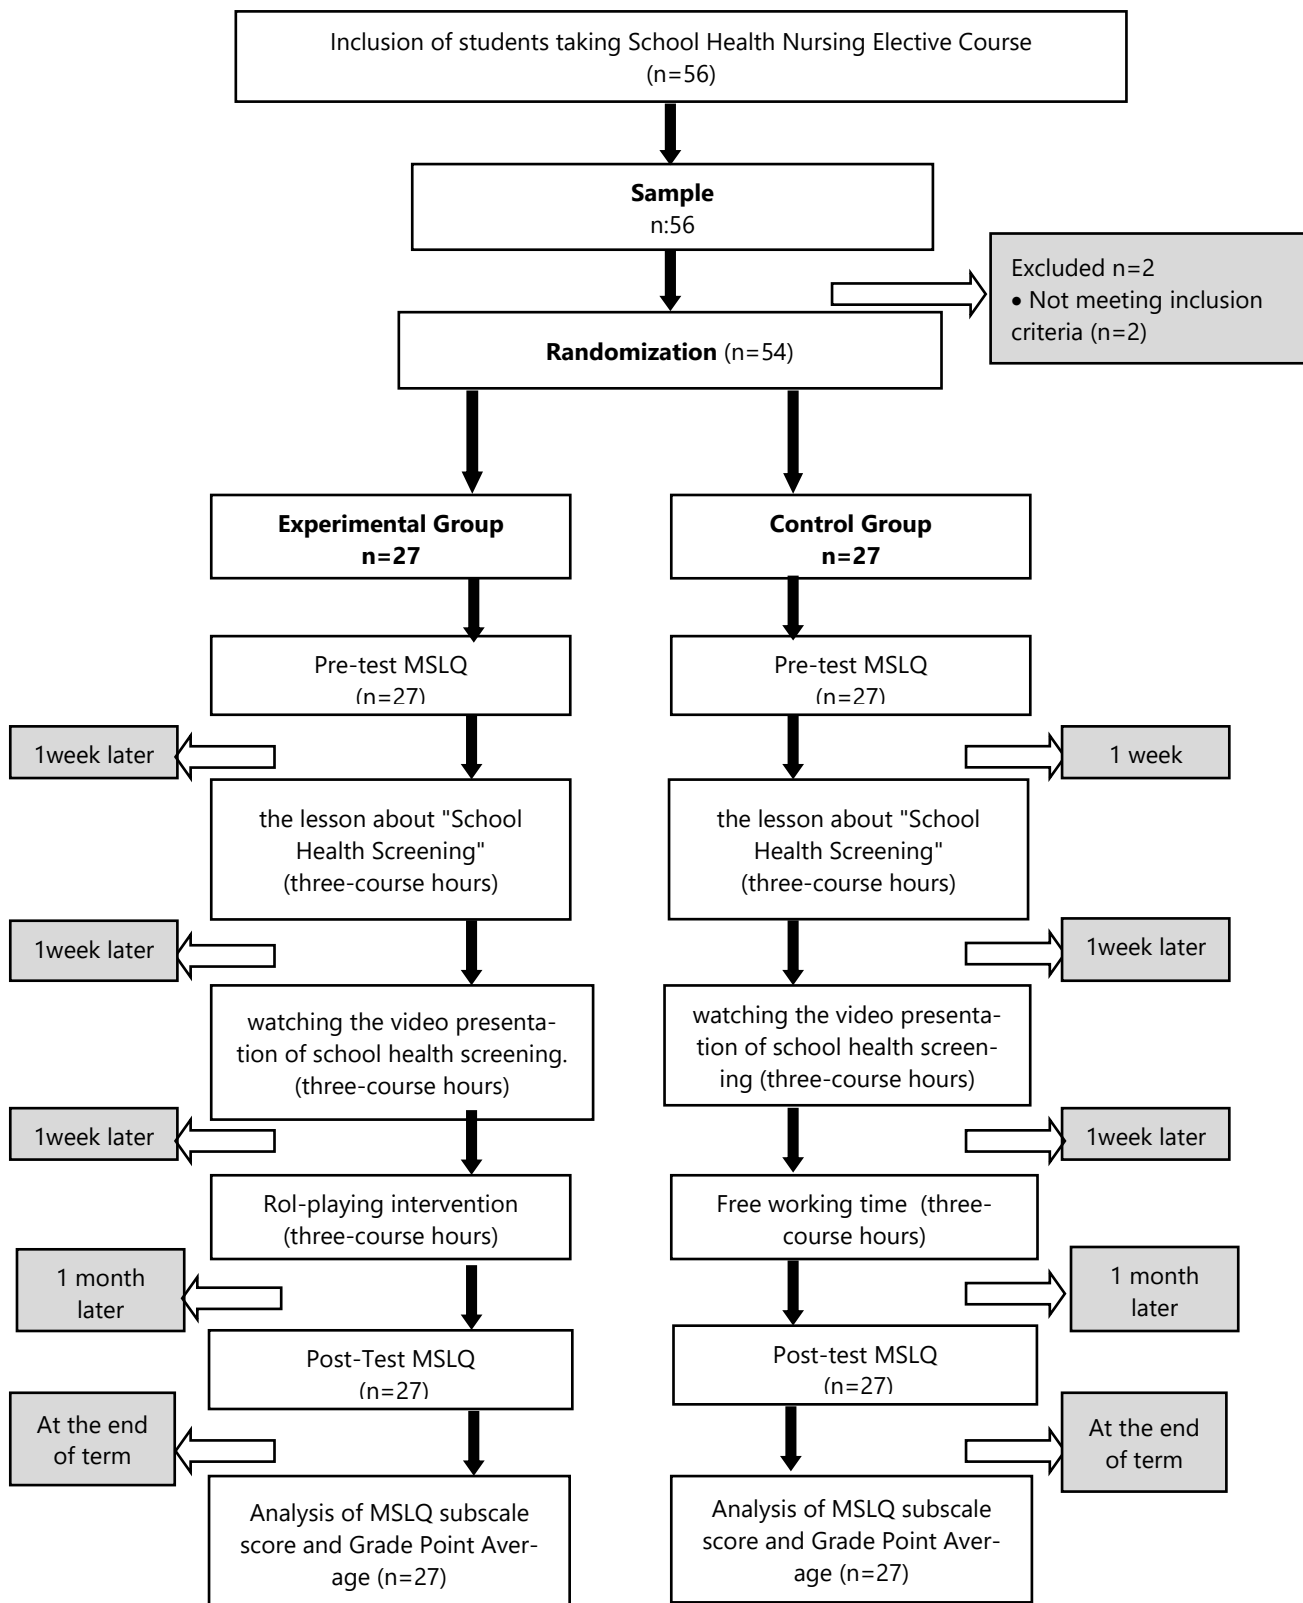 Inclusion of students taking School Health Nursing Elective Course
(n=56)
Sample
n:56
Excluded n=2
• Not meeting inclusion
criteria (n=2)
Randomization (n=54)
Experimental Group
n=27
Control Group
n=27
Pre-test MSLQ
(n=27)
Pre-test MSLQ
(n=27)
1week later
1 week
the lesson about "School
Health Screening"
(three-course hours)
the lesson about "School
Health Screening"
(three-course hours)
1week later
1week later
watching the video presenta-
tion of school health screening.
(three-course hours)
watching the video presenta-
tion of school health screen-
ing (three-course hours)
1week later
1week later
Rol-playing intervention
(three-course hours)
Free working time  (three-
course hours)
1 month
later
1 month
later
Post-Test MSLQ
(n=27)
Post-test MSLQ
(n=27)
At the end
of term
At the end
of term
Analysis of MSLQ subscale
score and Grade Point Aver-
age (n=27)
Analysis of MSLQ subscale
score and Grade Point Aver-
age (n=27)